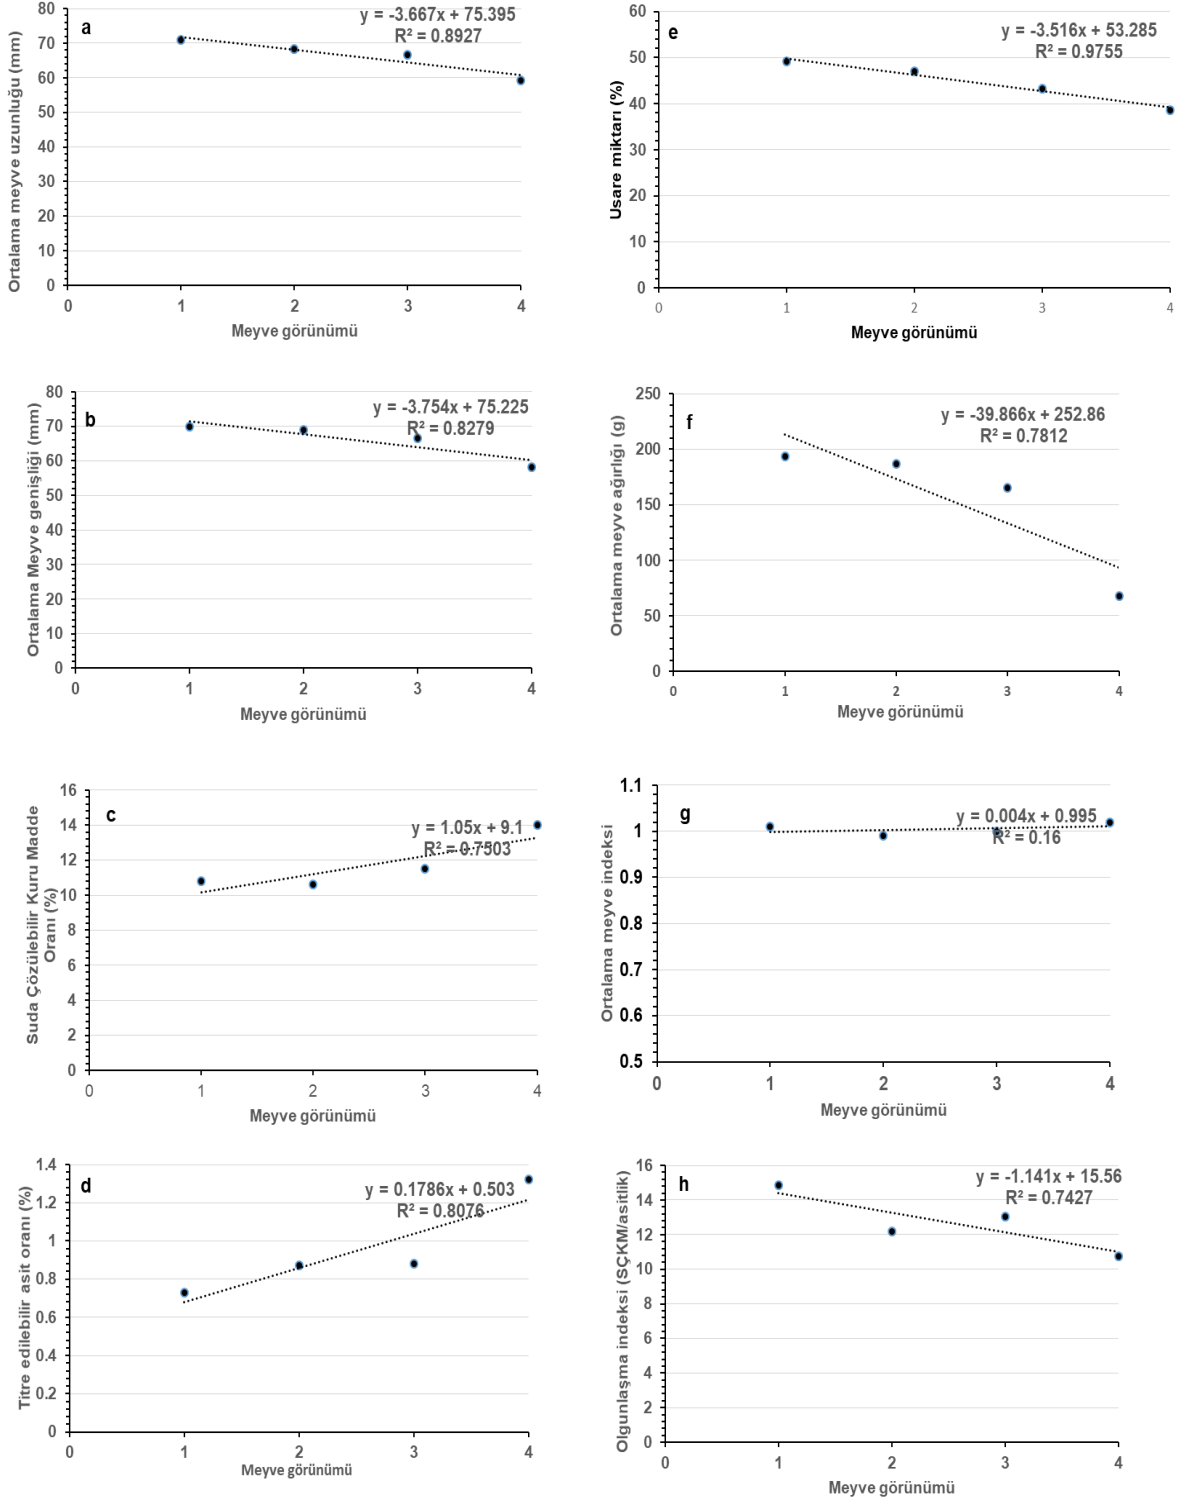 a
y = -3.667x + 75.395
R² = 0.8927
Ortalama meyve uzunluğu (mm)
80
70
60
50
40
30
20
10
0
0 1 2 3 4
Meyve görünümü
e
y = -3.516x + 53.285
R² = 0.9755
Usare miktarı (%)
60
50
40
30
20
10
0
0 1 2 3 4
Meyve görünümü
b
y = -3.754x + 75.225
R² = 0.8279
Ortalama Meyve genişliği (mm)
80
70
60
50
40
30
20
10
0
0 1 2 3 4
Meyve görünümü
f
y = -39.866x + 252.86
R² = 0.7812
Ortalama meyve ağırlığı (g)
250
200
150
100
50
0
0 1 2 3 4
Meyve görünümü
c
y = 1.05x + 9.1
R² = 0.7503
Suda Çözülebilir Kuru Madde
Oranı (%)
16
14
12
10
8
6
4
2
0
0 1 2 3 4
Meyve görünümü
g
y = 0.004x + 0.995
R² = 0.16
Ortalama meyve indeksi
1.1
1
0.9
0.8
0.7
0.6
0.5
0 1 2 3 4
Meyve görünümü
d
y = 0.1786x + 0.503
R² = 0.8076
Titre edilebilir asit oranı (%)
1.4
1.2
1
0.8
0.6
0.4
0.2
0
0 1 2 3 4
Meyve görünümü
h
y = -1.141x + 15.56
R² = 0.7427
Olgunlaşma indeksi (SÇKM/asitlik)
16
14
12
10
8
6
4
2
0
0 1 2 3 4
Meyve görünümü